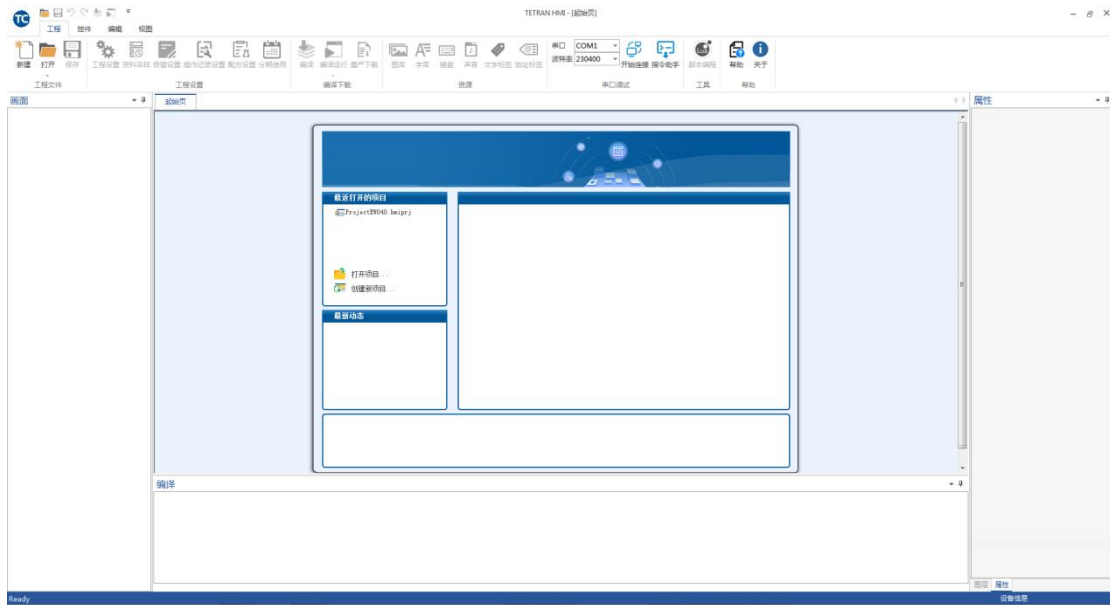 TETRAN HMI - [起始页]
TC
工程 控件 编辑 视图
新建 打开 保存 工程设置 资料采样 告警设置 操作记录设置 配方设置 分期使用 编译 编译运行 量产下载 图库 字库 键盘 声音 文字标签 地址标签 串口 COM1 开始连接 指令助手 脚本编程 帮助 关于
波特率 230400
工程文件 工程设置 编译下载 资源 串口调试 工具 帮助
画面 起始页 属性
最近打开的项目
打开项目...
创建新项目...
最新动态
编译
图层 属性
Ready 设备信息